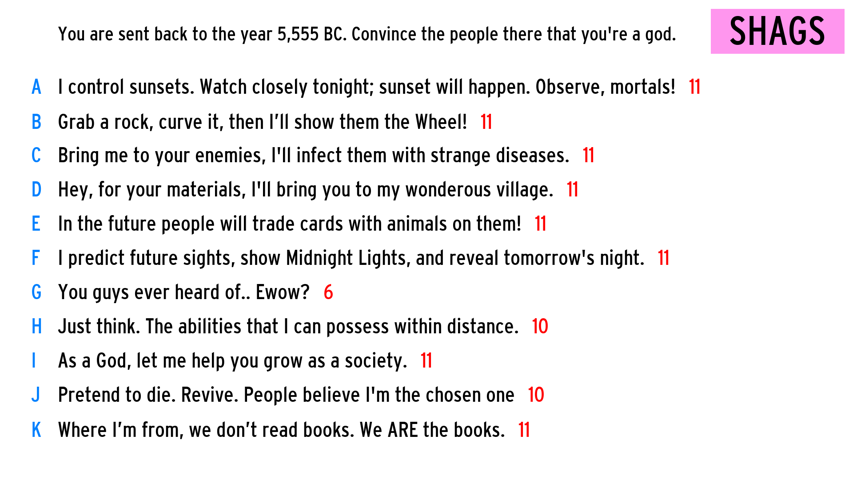 You are sent back to the year 5,555 BC. Convince the people there that you're a god.
SHAGS
A I control sunsets. Watch closely tonight; sunset will happen. Observe, mortals! 11
B Grab a rock, curve it, then I'll show them the Wheel! 11
C Bring me to your enemies, I'll infect them with strange diseases. 11
D Hey, for your materials, I'll bring you to my wonderous village. 11
E In the future people will trade cards with animals on them! 11
F I predict future sights, show Midnight Lights, and reveal tomorrow's night. 11
G You guys ever heard of.. Ewow? 6
H Just think. The abilities that I can possess within distance. 10
I As a God, let me help you grow as a society. 11
J Pretend to die. Revive. People believe I'm the chosen one 10
K Where I'm from, we don't read books. We ARE the books. 11